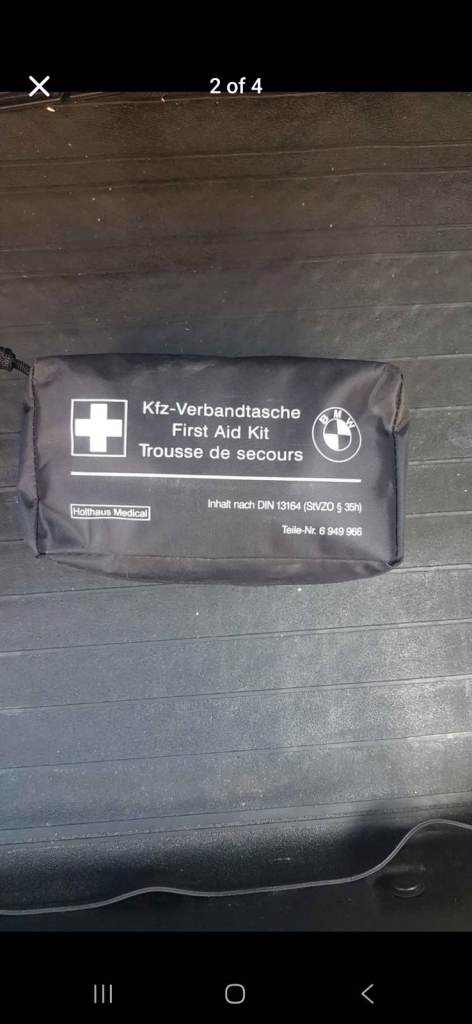 2 of 4
Kfz-Verbandtasche
First Aid Kit
Trousse de secours
BMW
Holthaus Medical
Inhalt nach DIN 13164 (StVZO § 35h)
Teile-Nr. 6 949 966